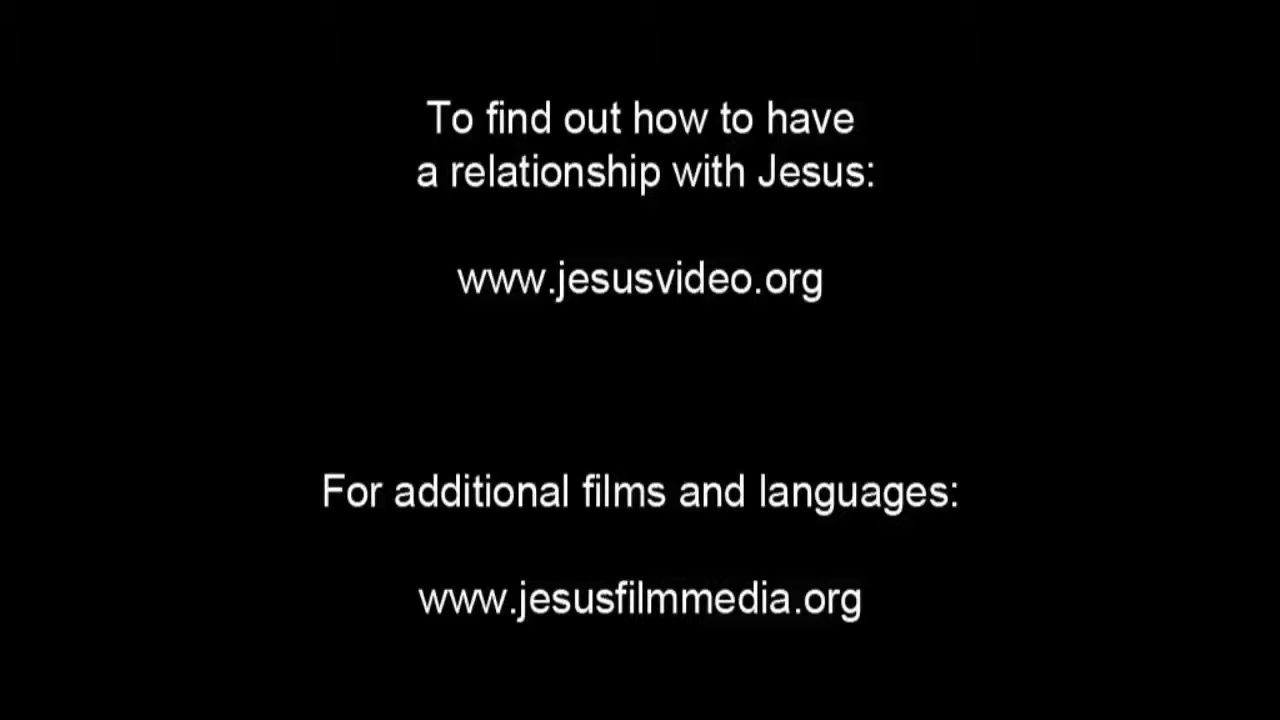 To find out how to have
a relationship with Jesus:
www.jesusvideo.org
For additional films and languages:
www.jesusfilmmedia.org